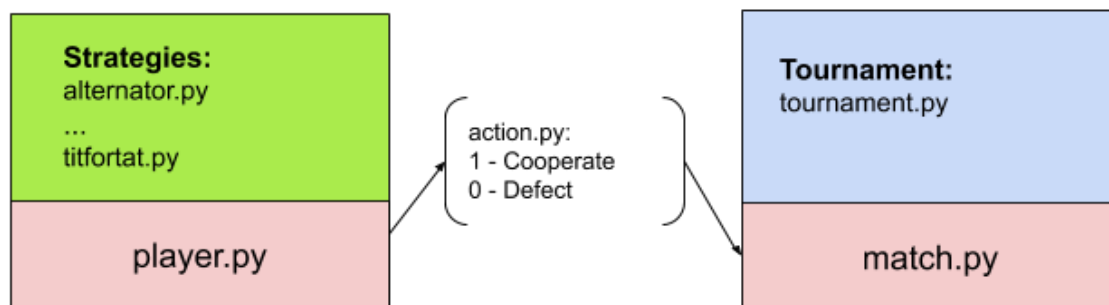 Strategies:
alternator.py
...
titfortat.py
player.py
action.py:
1 - Cooperate
0 - Defect
Tournament:
tournament.py
match.py